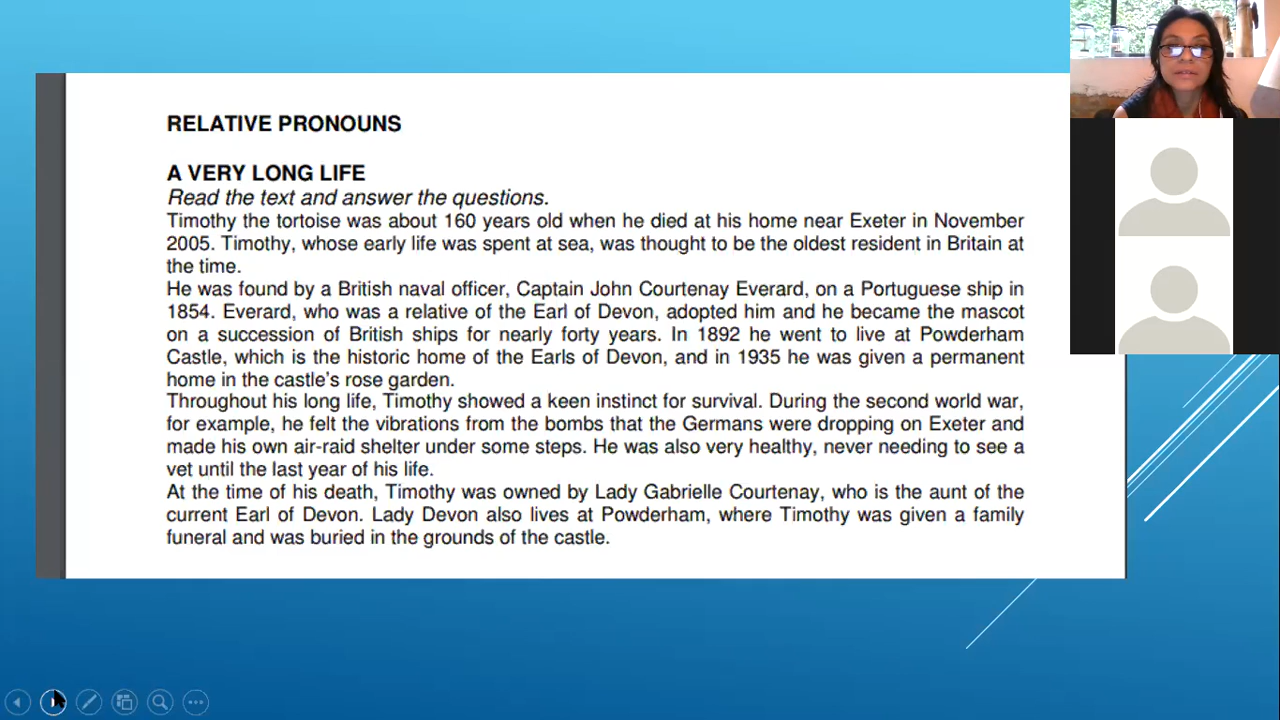 RELATIVE PRONOUNS
A VERY LONG LIFE
Read the text and answer the questions.
Timothy the tortoise was about 160 years old when he died at his home near Exeter in November
2005. Timothy, whose early life was spent at sea, was thought to be the oldest resident in Britain at
the time.
He was found by a British naval officer, Captain John Courtenay Everard, on a Portuguese ship in
1854. Everard, who was a relative of the Earl of Devon, adopted him and he became the mascot
on a succession of British ships for nearly forty years. In 1892 he went to live at Powderham
Castle, which is the historic home of the Earls of Devon, and in 1935 he was given a permanent
home in the castle’s rose garden.
Throughout his long life, Timothy showed a keen instinct for survival. During the second world war,
for example, he felt the vibrations from the bombs that the Germans were dropping on Exeter and
made his own air-raid shelter under some steps. He was also very healthy, never needing to see a
vet until the last year of his life.
At the time of his death, Timothy was owned by Lady Gabrielle Courtenay, who is the aunt of the
current Earl of Devon. Lady Devon also lives at Powderham, where Timothy was given a family
funeral and was buried in the grounds of the castle.